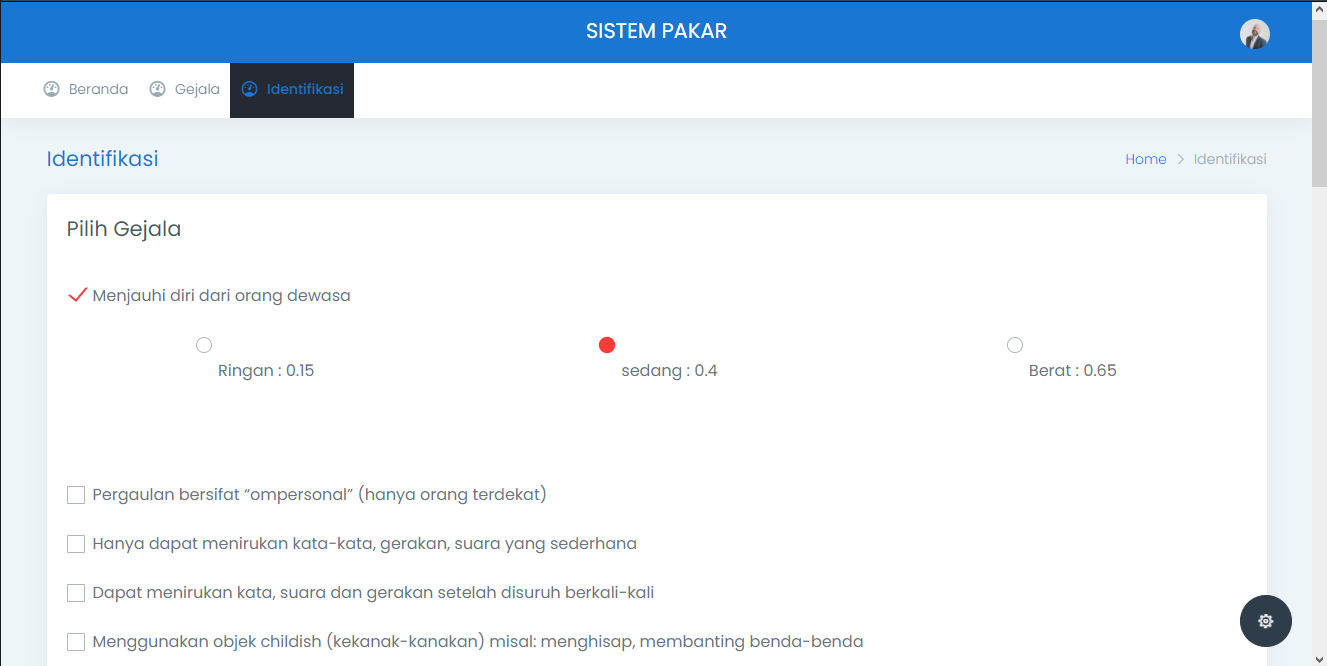 SISTEM PAKAR
Beranda Gejala Identifikasi
Identifikasi
Home > Identifikasi
Pilih Gejala
Menjauhi diri dari orang dewasa
Ringan : 0.15 sedang : 0.4 Berat : 0.65
Pergaulan bersifat “ompersonal” (hanya orang terdekat)
Hanya dapat menirukan kata-kata, gerakan, suara yang sederhana
Dapat menirukan kata, suara dan gerakan setelah disuruh berkali-kali
Menggunakan objek childish (kekanak-kanakan) misal: menghisap, membanting benda-benda